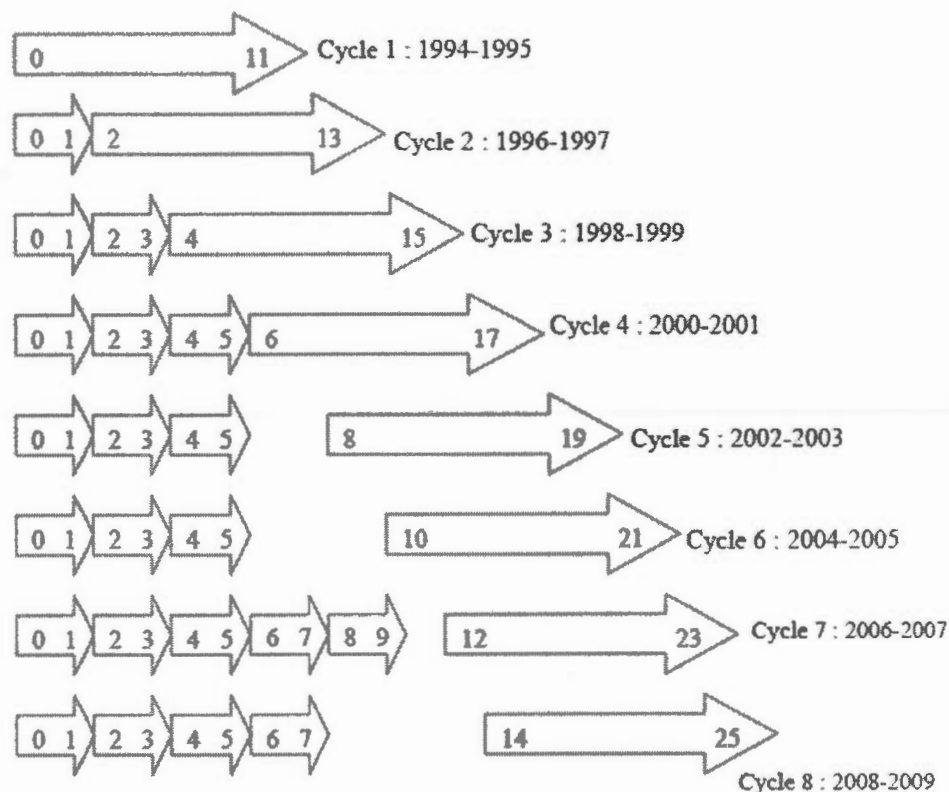 0 11 Cycle 1 : 1994-1995
0 1 2 13 Cycle 2 : 1996-1997
0 1 2 3 4 15 Cycle 3 : 1998-1999
0 1 2 3 4 5 6 17 Cycle 4 : 2000-2001
0 1 2 3 4 5 8 19 Cycle 5 : 2002-2003
0 1 2 3 4 5 10 21 Cycle 6 : 2004-2005
0 1 2 3 4 5 6 7 8 9 12 23 Cycle 7 : 2006-2007
0 1 2 3 4 5 6 7 14 25
Cycle 8 : 2008-2009